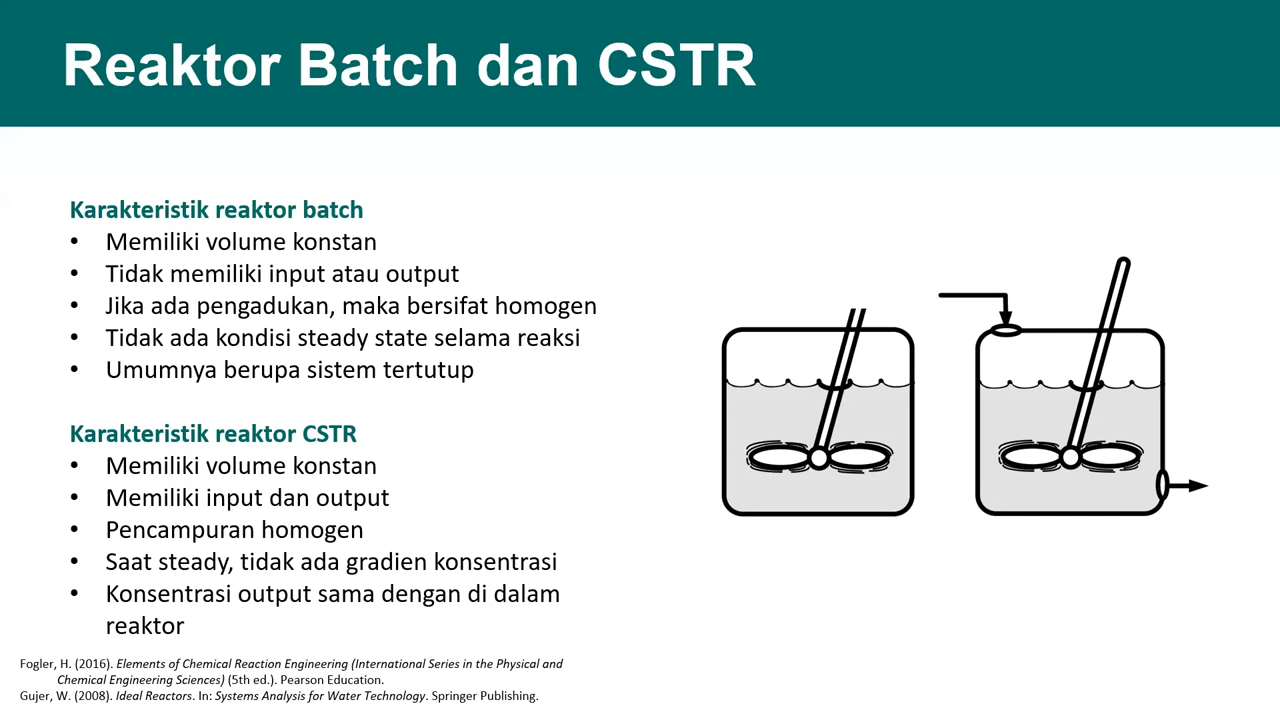 Reaktor Batch dan CSTR
Karakteristik reaktor batch
• Memiliki volume konstan
• Tidak memiliki input atau output
• Jika ada pengadukan, maka bersifat homogen
• Tidak ada kondisi steady state selama reaksi
• Umumnya berupa sistem tertutup
Karakteristik reaktor CSTR
• Memiliki volume konstan
• Memiliki input dan output
• Pencampuran homogen
• Saat steady, tidak ada gradien konsentrasi
• Konsentrasi output sama dengan di dalam
reaktor
Fogler, H. (2016). Elements of Chemical Reaction Engineering (International Series in the Physical and
Chemical Engineering Sciences) (5th ed.). Pearson Education.
Gujer, W. (2008). Ideal Reactors. In: Systems Analysis for Water Technology. Springer Publishing.